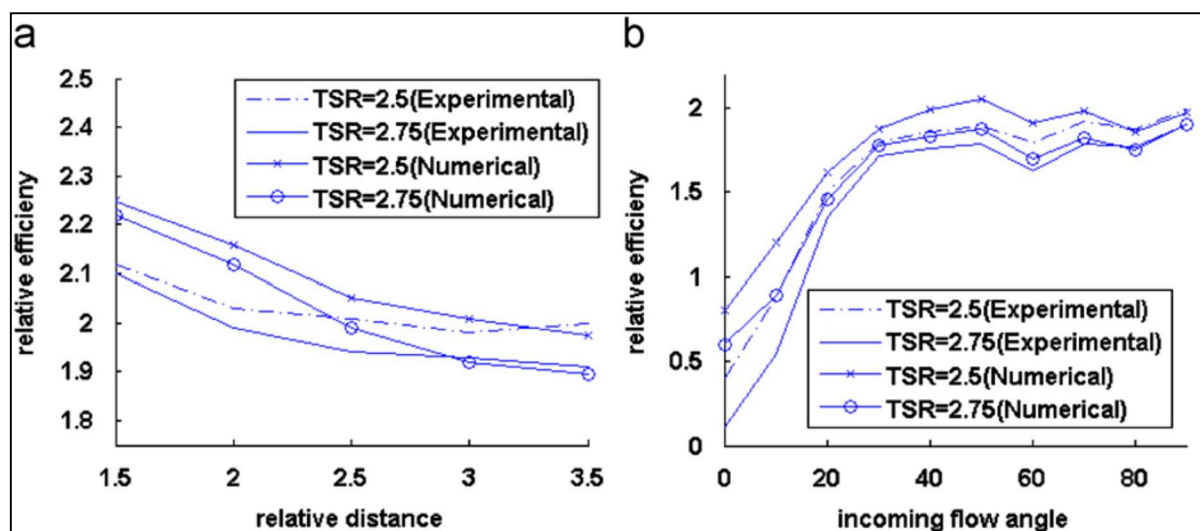 a
2.5
2.4
2.3
2.2
2.1
2
1.9
1.8
relative efficieny
TSR=2.5(Experimental)
TSR=2.75(Experimental)
TSR=2.5(Numerical)
TSR=2.75(Numerical)
1.5 2 2.5 3 3.5
relative distance
b
2
1.5
1
0.5
0
relative efficieny
TSR=2.5(Experimental)
TSR=2.75(Experimental)
TSR=2.5(Numerical)
TSR=2.75(Numerical)
0 20 40 60 80
incoming flow angle